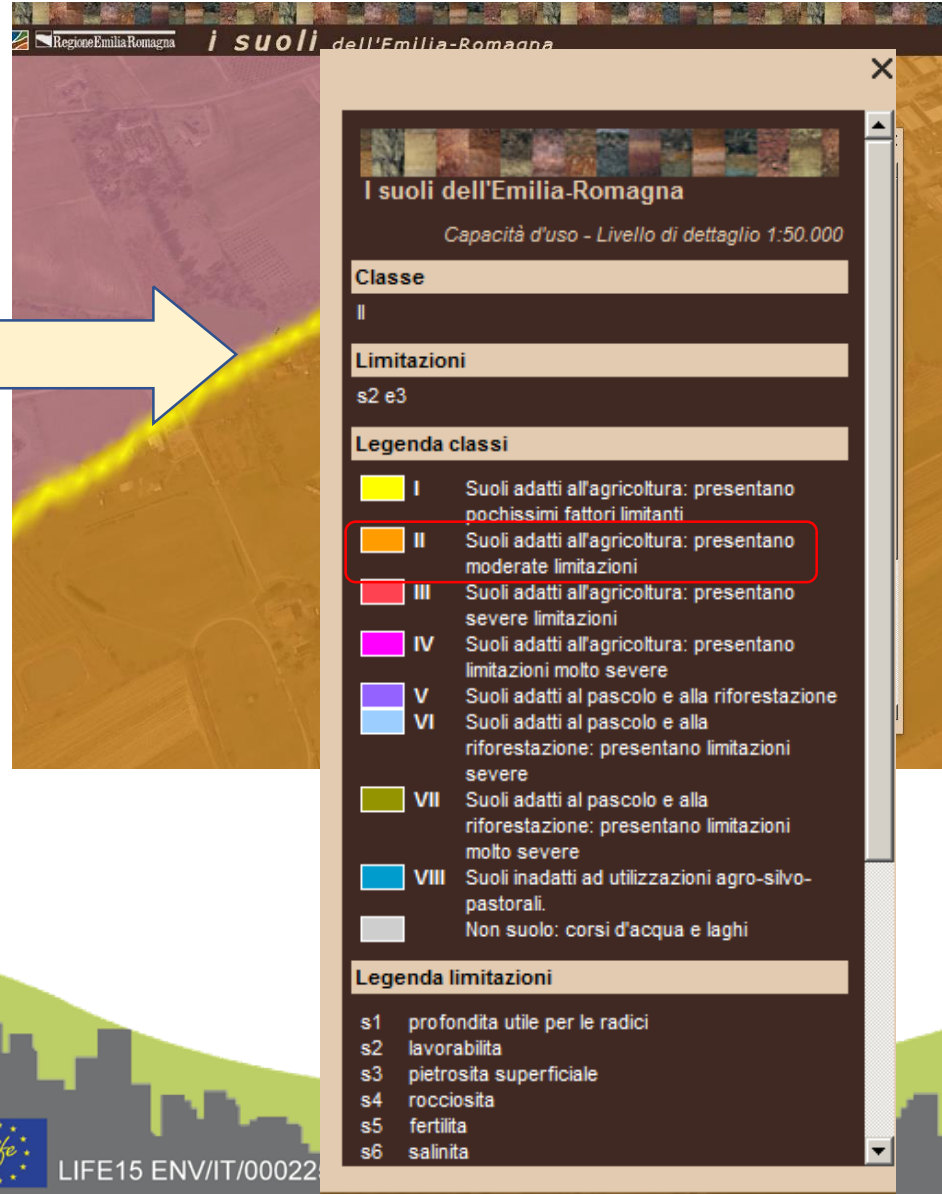 RegioneEmiliaRomagna
i suoli dell'Emilia-Romagna
I suoli dell'Emilia-Romagna
Capacità d'uso - Livello di dettaglio 1:50.000
Classe
II
Limitazioni
s2 e3
Legenda classi
I Suoli adatti all'agricoltura: presentano
pochissimi fattori limitanti
II Suoli adatti all'agricoltura: presentano
moderate limitazioni
III Suoli adatti all'agricoltura: presentano
severe limitazioni
IV Suoli adatti all'agricoltura: presentano
limitazioni molto severe
V Suoli adatti al pascolo e alla riforestazione
VI Suoli adatti al pascolo e alla
riforestazione: presentano limitazioni
severe
VII Suoli adatti al pascolo e alla
riforestazione: presentano limitazioni
molto severe
VIII Suoli inadatti ad utilizzazioni agro-silvo-
pastorali.
Non suolo: corsi d'acqua e laghi
Legenda limitazioni
s1 profondita utile per le radici
s2 lavorabilita
s3 pietrosita superficiale
s4 rocciosita
s5 fertilita
s6 salinita
LIFE15 ENV/IT/000225